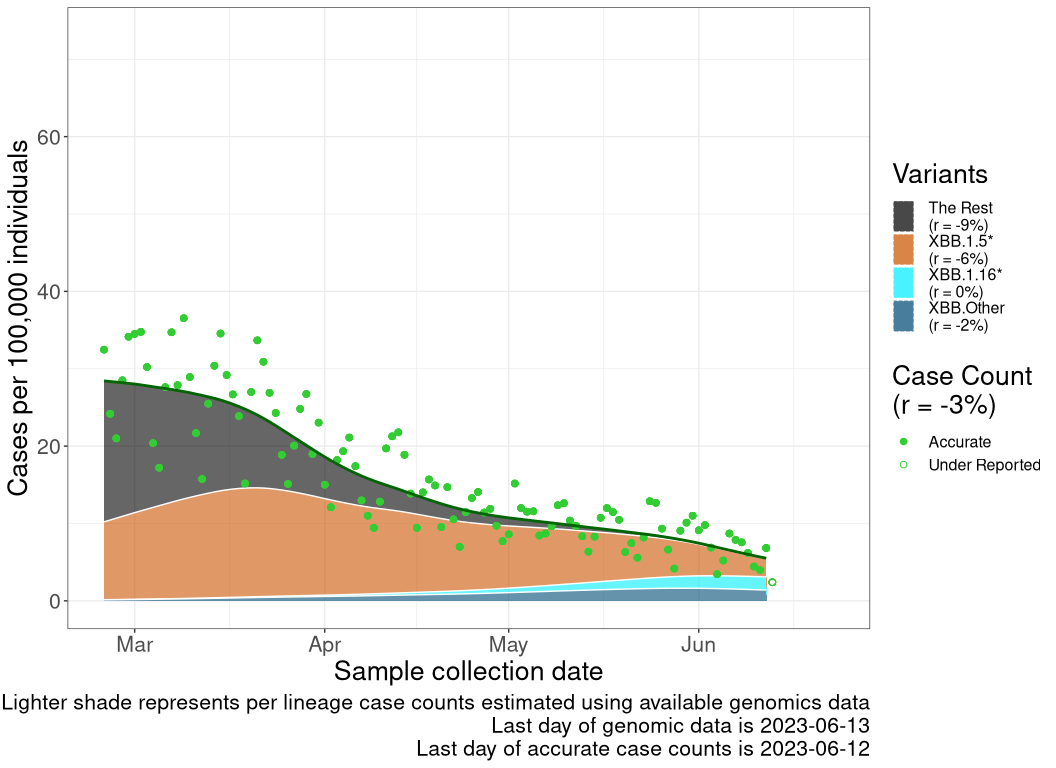 Cases per 100,000 individuals
60
40
20
0
Mar
Apr
May
Jun
Sample collection date
Lighter shade represents per lineage case counts estimated using available genomics data
Last day of genomic data is 2023-06-13
Last day of accurate case counts is 2023-06-12
Variants
The Rest
(r = -9%)
XBB.1.5*
(r = -6%)
XBB.1.16*
(r = 0%)
XBB.Other
(r = -2%)
Case Count
(r = -3%)
Accurate
Under Reported